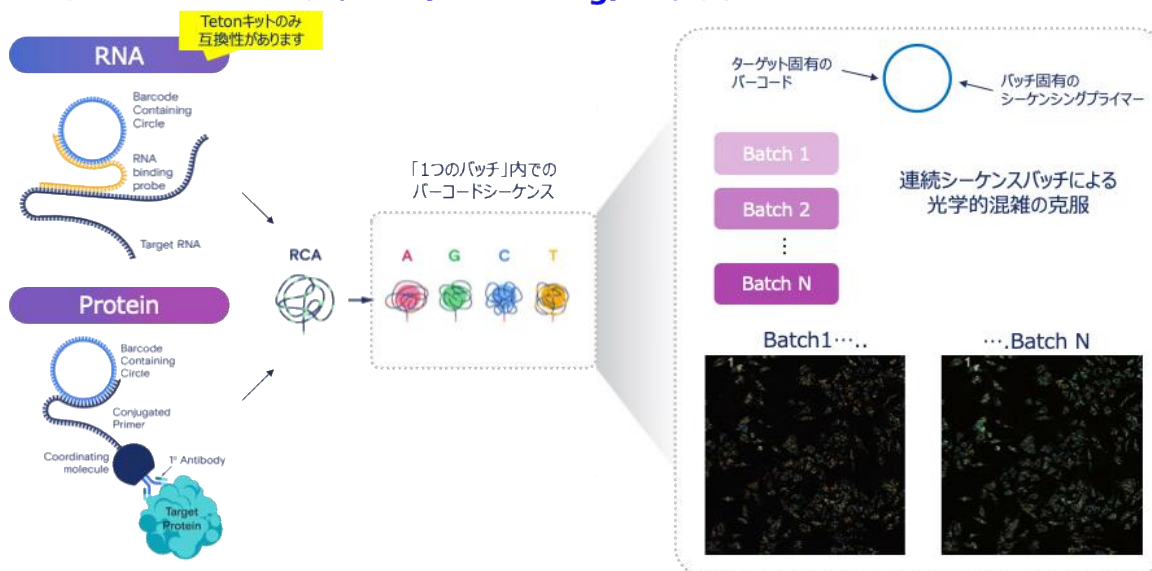 Tetonキットのみ
互換性があります
RNA
Barcode
Containing
Circle
RNA
binding
probe
Target RNA
Protein
Barcode
Containing
Circle
Conjugated
Primer
Coordinating
molecule
1° Antibody
Target
Protein
RCA
「1つのバッチ」内での
バーコードシーケンス
A G C T
ターゲット固有の
バーコード
バッチ固有の
シーケンシングプライマー
Batch 1
Batch 2
⋮
Batch N
連続シーケンスバッチによる
光学的混雑の克服
Batch1…..
….Batch N
1
1